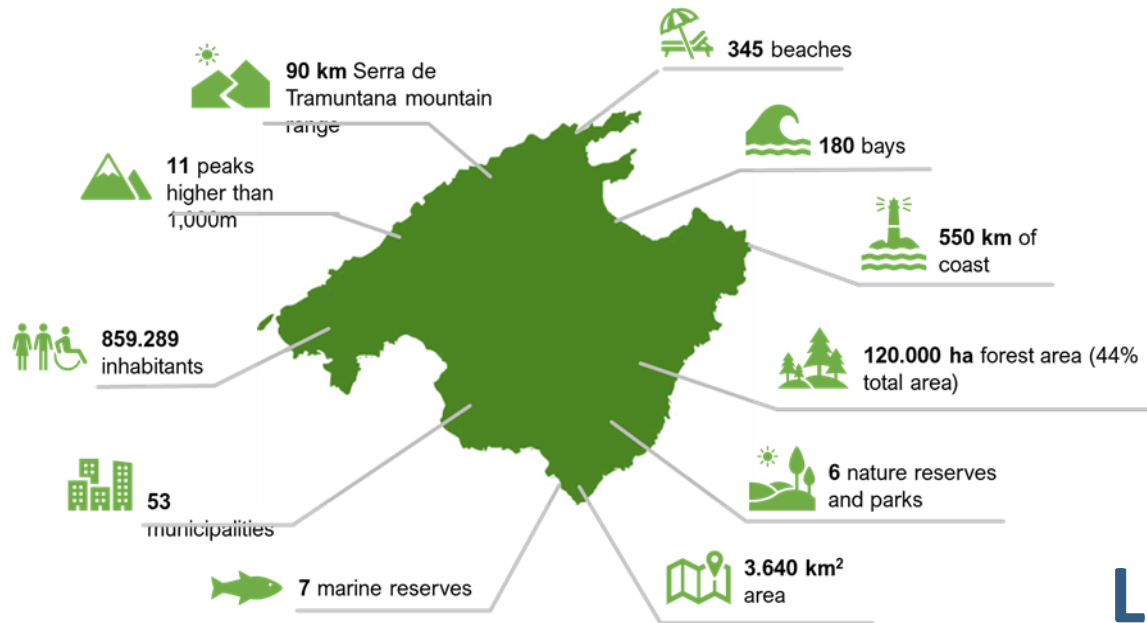 345 beaches
90 km Serra de
Tramuntana mountain
range
180 bays
11 peaks
higher than
1,000m
550 km of
coast
859.289
inhabitants
120.000 ha forest area (44%
total area)
6 nature reserves
and parks
53
municipalities
3.640 km²
area
7 marine reserves
L